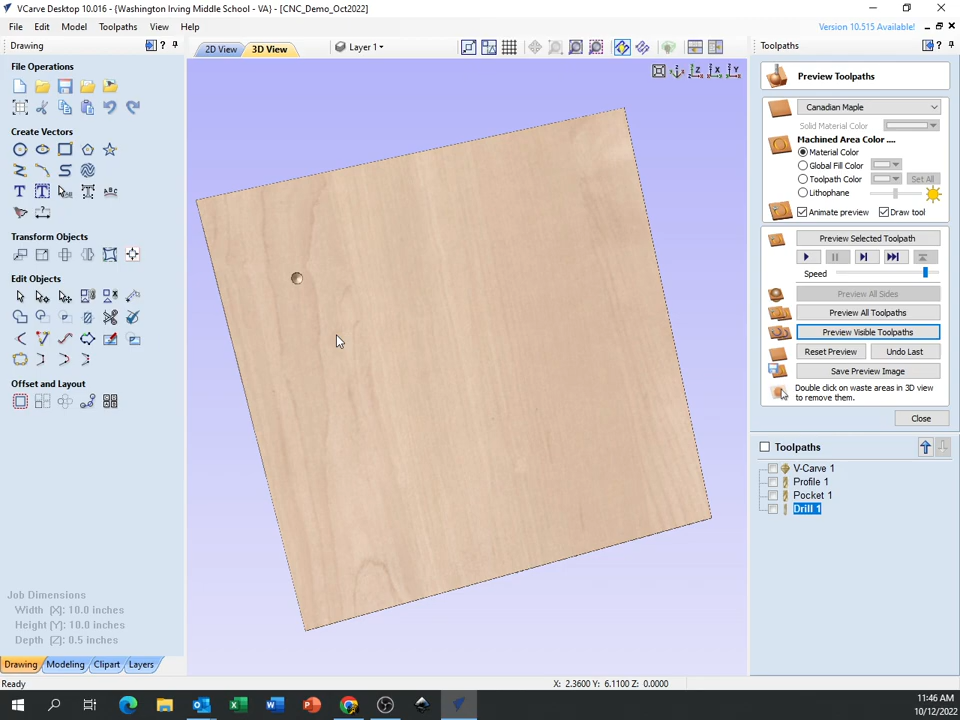 VCarve Desktop 10.016 - {Washington Irving Middle School - VA} - [CNC_Demo_Oct2022]
File Edit Model Toolpaths View Help
Version 10.515 Available!
Drawing
2D View 3D View
Layer 1
Toolpaths
File Operations
Create Vectors
Transform Objects
Edit Objects
Offset and Layout
Job Dimensions
Width [X]: 10.0 inches
Height [Y]: 10.0 inches
Depth [Z]: 0.5 inches
Drawing Modeling Clipart Layers
Preview Toolpaths
Canadian Maple
Solid Material Color
Machined Area Color ....
Material Color
Global Fill Color
Toolpath Color
Set All
Lithophane
Animate preview Draw tool
Preview Selected Toolpath
Speed
Preview All Sides
Preview All Toolpaths
Preview Visible Toolpaths
Reset Preview Undo Last
Save Preview Image
Double click on waste areas in 3D view
to remove them.
Close
Toolpaths
V-Carve 1
Profile 1
Pocket 1
Drill 1
Ready
X: 2.3600 Y: 6.1100 Z: 0.0000
11:46 AM
10/12/2022